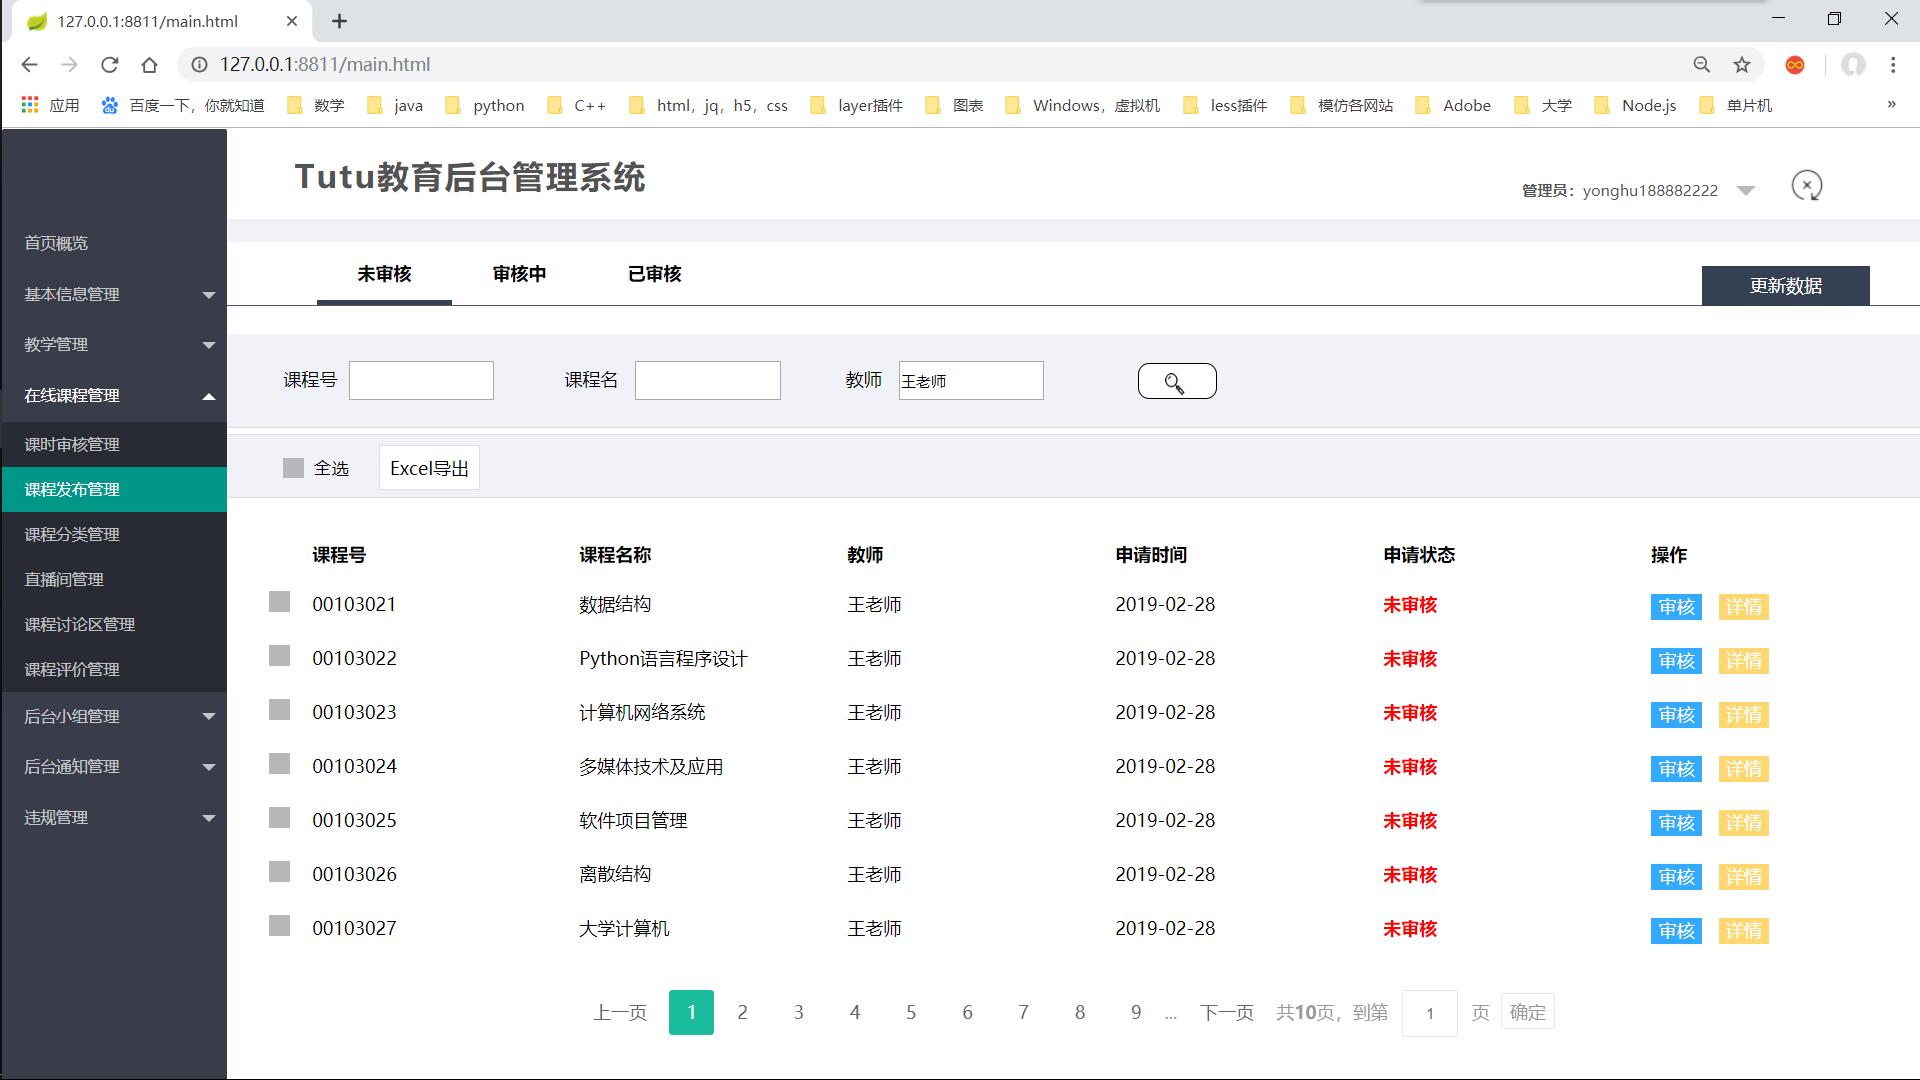 127.0.0.1:8811/main.html
127.0.0.1:8811/main.html
应用 百度一下，你就知道 数学 java python C++ html，jq，h5，css layer插件 图表 Windows，虚拟机 less插件 模仿各网站 Adobe 大学 Node.js 单片机 »
Tutu教育后台管理系统
管理员：yonghu188882222
首页概览
基本信息管理
教学管理
在线课程管理
课时审核管理
课程发布管理
课程分类管理
直播间管理
课程讨论区管理
课程评价管理
后台小组管理
后台通知管理
违规管理
未审核 审核中 已审核 更新数据
课程号 课程名 教师 王老师
全选 Excel导出
课程号 课程名称 教师 申请时间 申请状态 操作
00103021 数据结构 王老师 2019-02-28 未审核 审核 详情
00103022 Python语言程序设计 王老师 2019-02-28 未审核 审核 详情
00103023 计算机网络系统 王老师 2019-02-28 未审核 审核 详情
00103024 多媒体技术及应用 王老师 2019-02-28 未审核 审核 详情
00103025 软件项目管理 王老师 2019-02-28 未审核 审核 详情
00103026 离散结构 王老师 2019-02-28 未审核 审核 详情
00103027 大学计算机 王老师 2019-02-28 未审核 审核 详情
上一页 1 2 3 4 5 6 7 8 9 ... 下一页 共10页，到第 1 页 确定